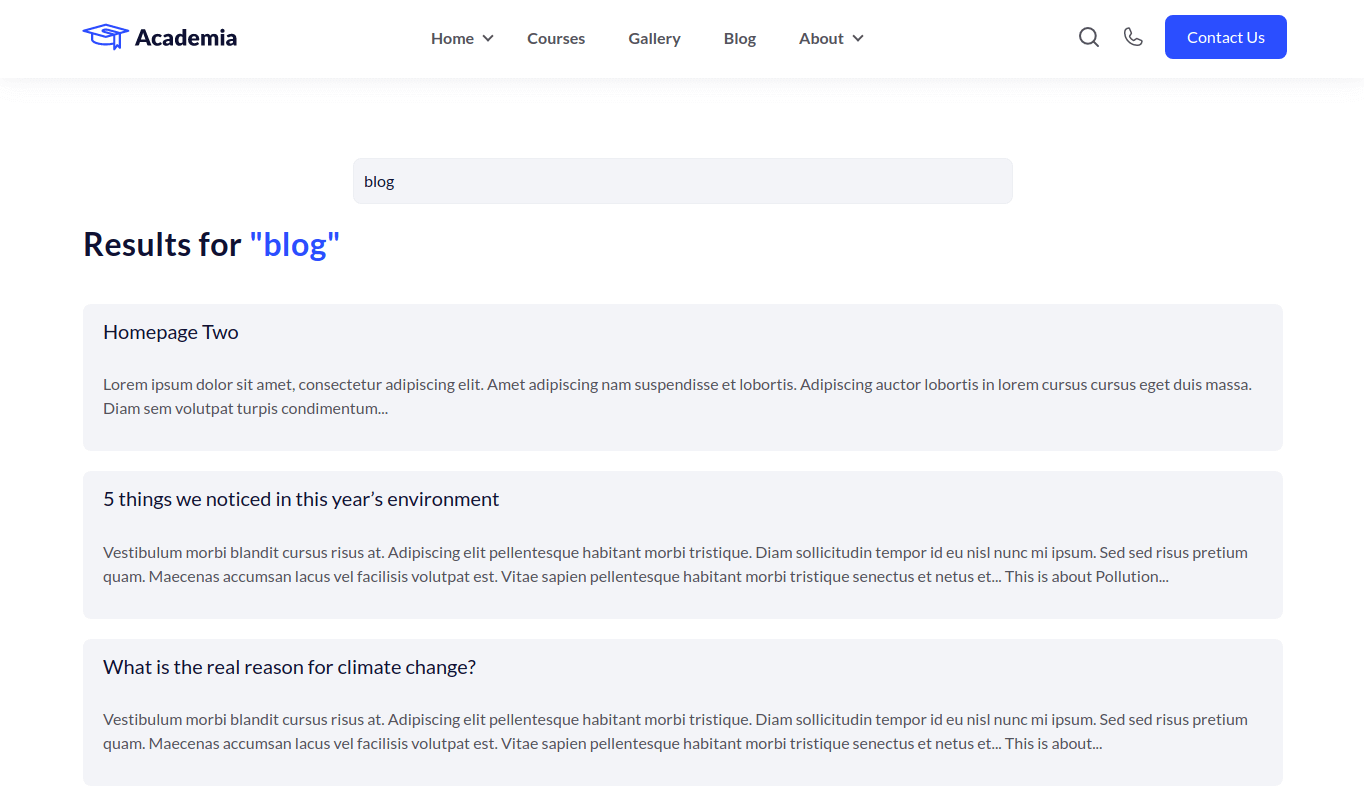 Academia
Home Courses Gallery Blog About Contact Us
blog
Results for "blog"
Homepage Two
Lorem ipsum dolor sit amet, consectetur adipiscing elit. Amet adipiscing nam suspendisse et lobortis. Adipiscing auctor lobortis in lorem cursus cursus eget duis massa.
Diam sem volutpat turpis condimentum...
5 things we noticed in this year’s environment
Vestibulum morbi blandit cursus risus at. Adipiscing elit pellentesque habitant morbi tristique. Diam sollicitudin tempor id eu nisl nunc mi ipsum. Sed sed risus pretium
quam. Maecenas accumsan lacus vel facilisis volutpat est. Vitae sapien pellentesque habitant morbi tristique senectus et netus et... This is about Pollution...
What is the real reason for climate change?
Vestibulum morbi blandit cursus risus at. Adipiscing elit pellentesque habitant morbi tristique. Diam sollicitudin tempor id eu nisl nunc mi ipsum. Sed sed risus pretium
quam. Maecenas accumsan lacus vel facilisis volutpat est. Vitae sapien pellentesque habitant morbi tristique senectus et netus et... This is about...